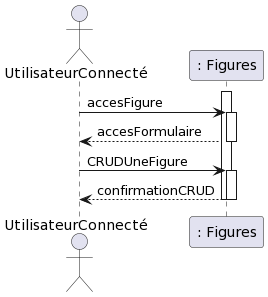 UtilisateurConnecté
: Figures
accesFigure
accesFormulaire
CRUDUneFigure
confirmationCRUD
UtilisateurConnecté
: Figures